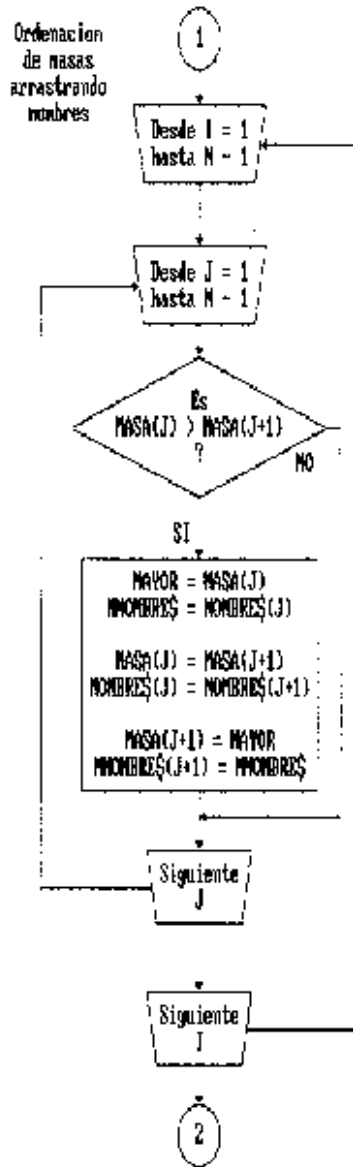 Ordenacion
de masas
arrastrando
nombres
1
Desde I = 1
hasta N - 1
Desde J = 1
hasta N - 1
Es
MASA(J) > MASA(J+1)
?
NO
SI
MAYOR = MASA(J)
MNOMBRE$ = NOMBRE$(J)
MASA(J) = MASA(J+1)
NOMBRE$(J) = NOMBRE$(J+1)
MASA(J+1) = MAYOR
MNOMBRE$(J+1) = MNOMBRE$
Siguiente
J
Siguiente
I
2